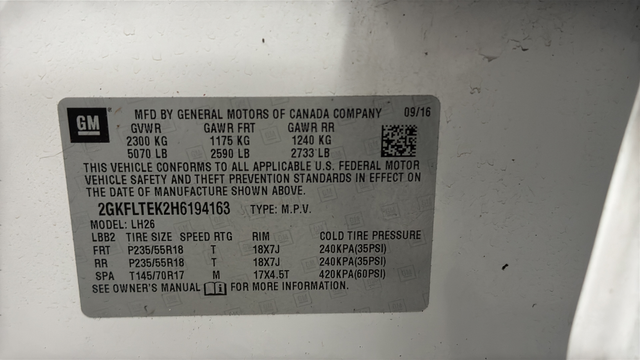 GM
MFD BY GENERAL MOTORS OF CANADA COMPANY 09/16
GVWR GAWR FRT GAWR RR
2300 KG 1175 KG 1240 KG
5070 LB 2590 LB 2733 LB
THIS VEHICLE CONFORMS TO ALL APPLICABLE U.S. FEDERAL MOTOR
VEHICLE SAFETY AND THEFT PREVENTION STANDARDS IN EFFECT ON
THE DATE OF MANUFACTURE SHOWN ABOVE.
2GKFLTEK2H6194163 TYPE: M.P.V.
MODEL: LH26
LBB2 TIRE SIZE SPEED RTG RIM COLD TIRE PRESSURE
FRT P235/55R18 T 18X7J 240KPA(35PSI)
RR P235/55R18 T 18X7J 240KPA(35PSI)
SPA T145/70R17 M 17X4.5T 420KPA(60PSI)
SEE OWNER'S MANUAL FOR MORE INFORMATION.